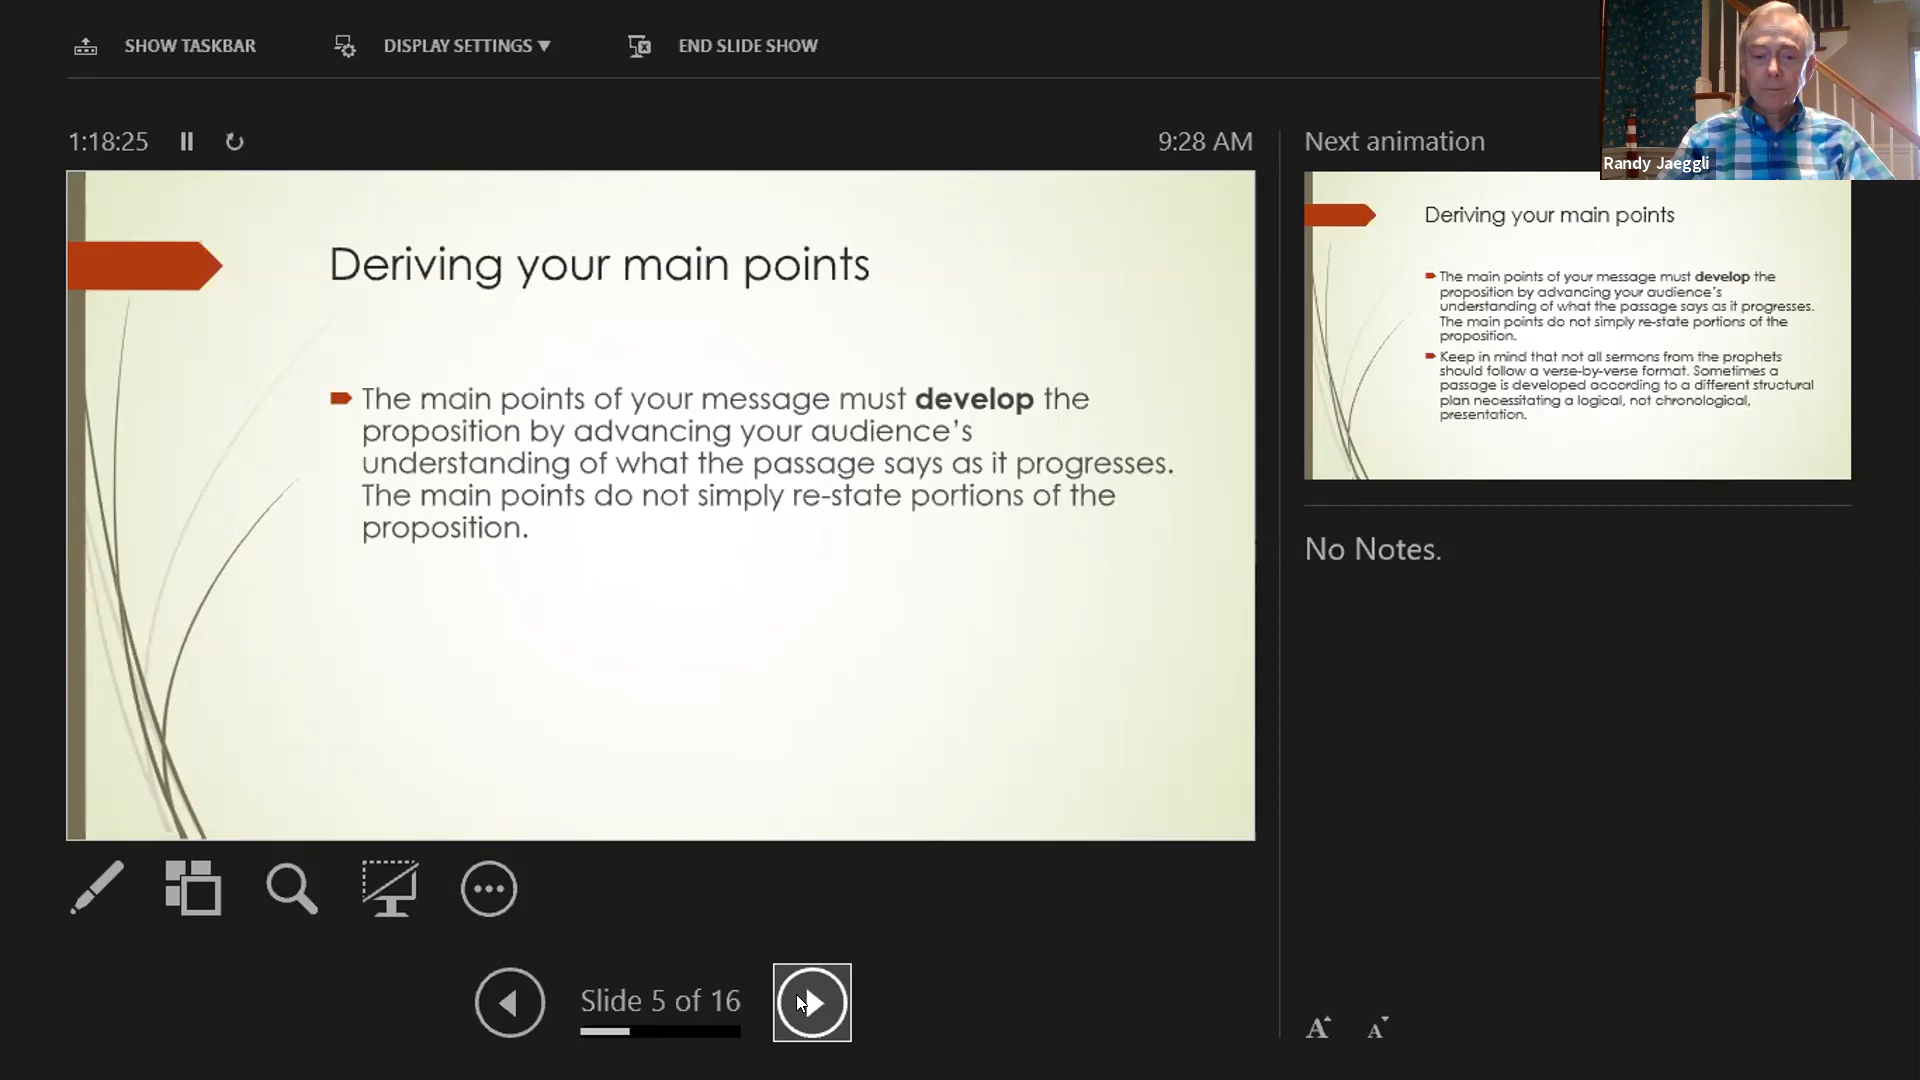 SHOW TASKBAR
DISPLAY SETTINGS ▼
END SLIDE SHOW
1:18:25
9:28 AM
Deriving your main points
The main points of your message must develop the
proposition by advancing your audience’s
understanding of what the passage says as it progresses.
The main points do not simply re-state portions of the
proposition.
Slide 5 of 16
Next animation
Randy Jaeggli
Deriving your main points
The main points of your message must develop the
proposition by advancing your audience’s
understanding of what the passage says as it progresses.
The main points do not simply re-state portions of the
proposition.
Keep in mind that not all sermons from the prophets
should follow a verse-by-verse format. Sometimes a
passage is developed according to a different structural
plan necessitating a logical, not chronological,
presentation.
No Notes.
A A